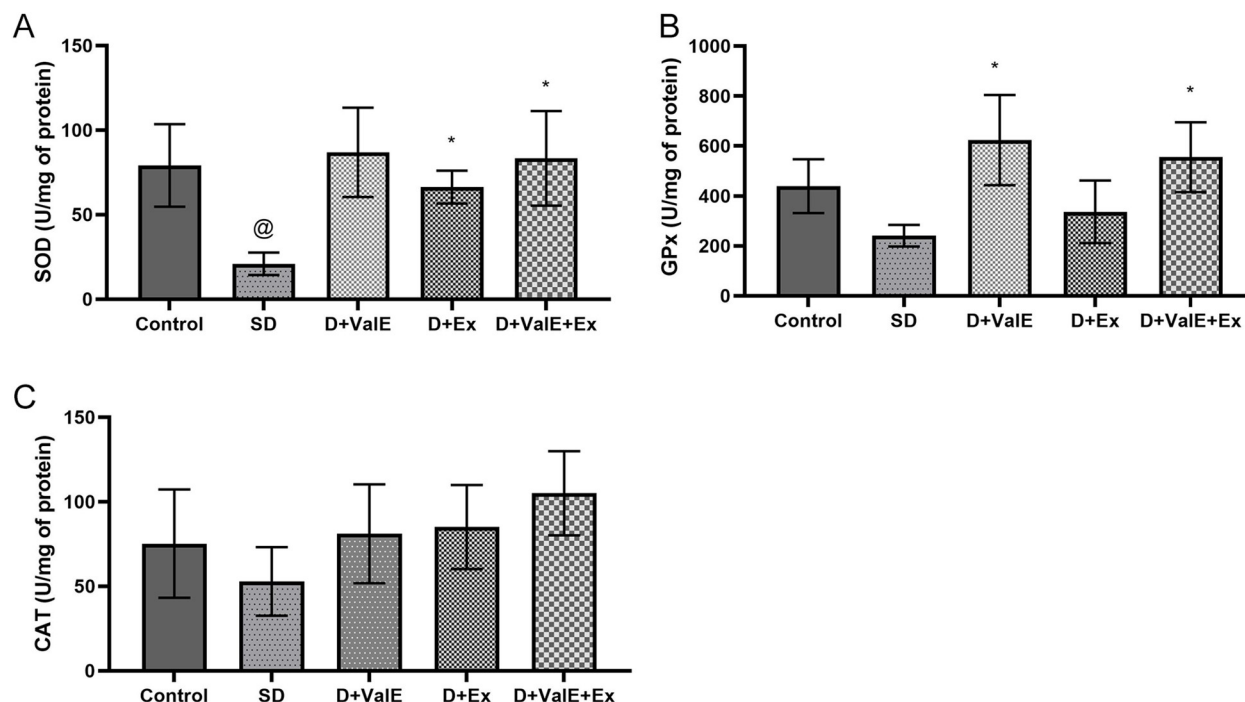 A
SOD (U/mg of protein)
150
100
50
0
@
*
*
Control SD D+ValE D+Ex D+ValE+Ex
B
GPx (U/mg of protein)
1000
800
600
400
200
0
*
*
Control SD D+ValE D+Ex D+ValE+Ex
C
CAT (U/mg of protein)
150
100
50
0
Control SD D+ValE D+Ex D+ValE+Ex